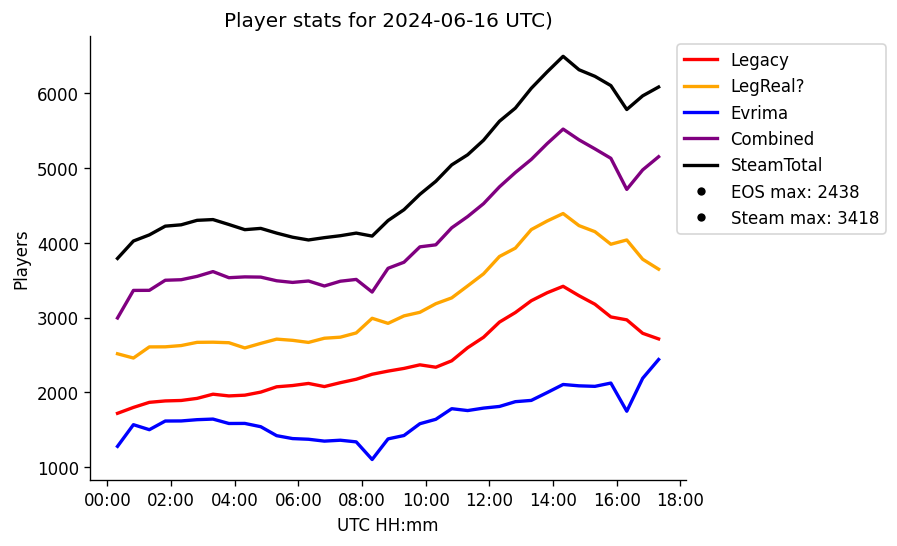 Player stats for 2024-06-16 UTC)
Legacy
LegReal?
Evrima
Combined
SteamTotal
EOS max: 2438
Steam max: 3418
Players
6000
5000
4000
3000
2000
1000
00:00 02:00 04:00 06:00 08:00 10:00 12:00 14:00 16:00 18:00
UTC HH:mm